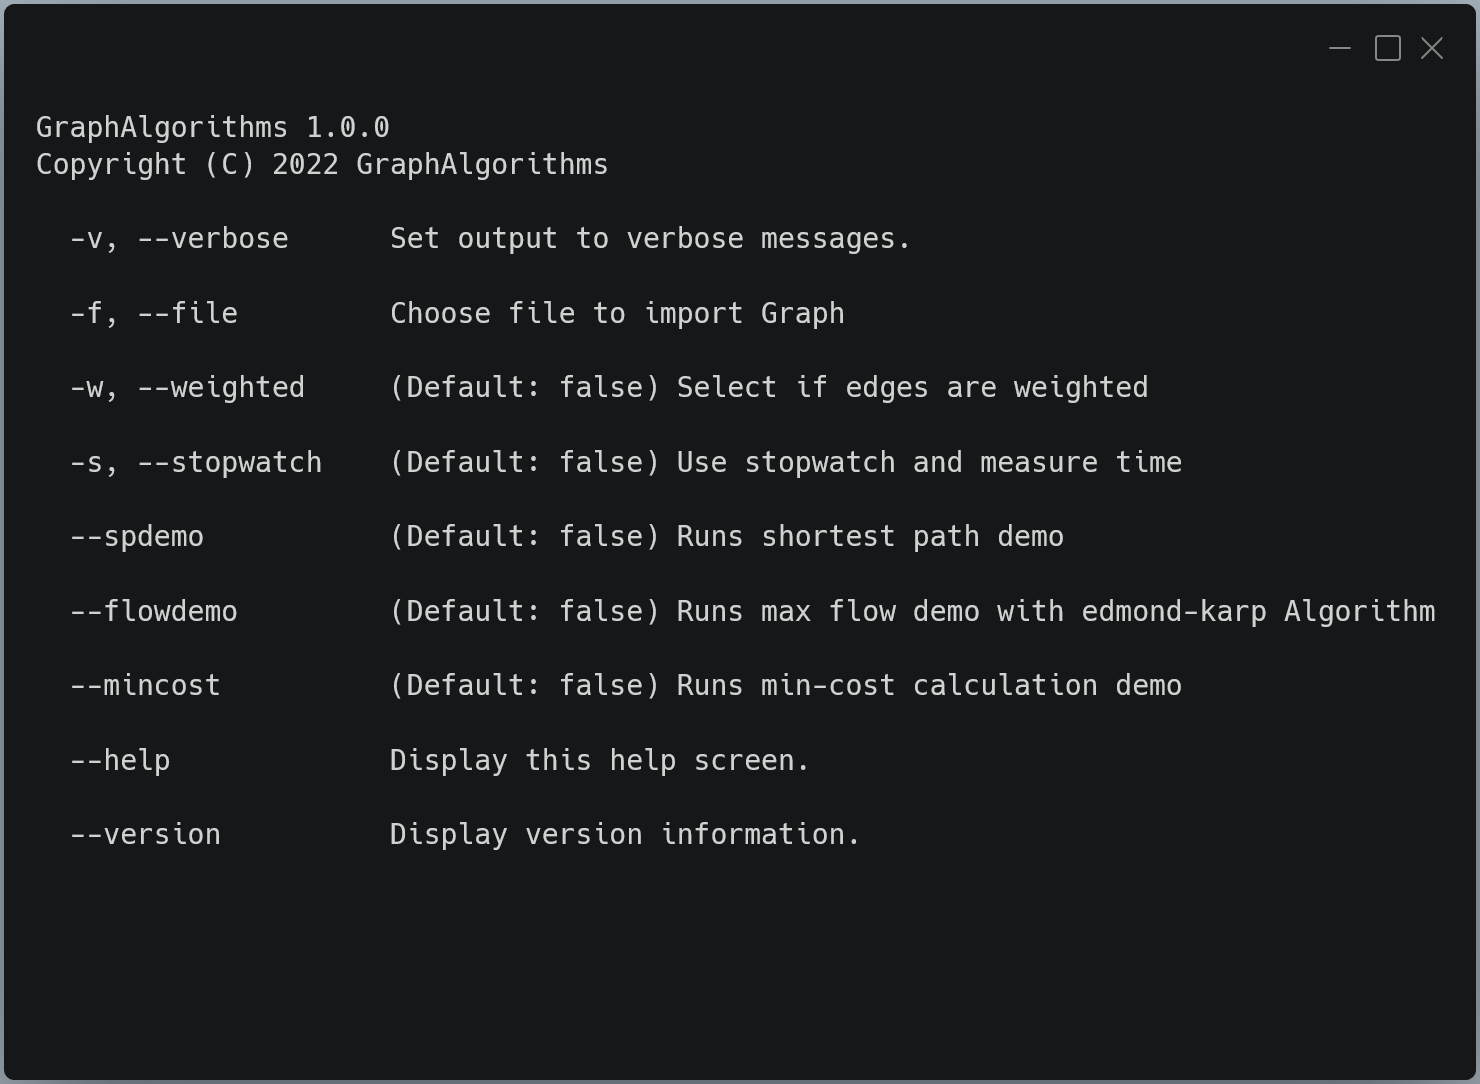 GraphAlgorithms 1.0.0
Copyright (C) 2022 GraphAlgorithms
-v, --verbose Set output to verbose messages.
-f, --file Choose file to import Graph
-w, --weighted (Default: false) Select if edges are weighted
-s, --stopwatch (Default: false) Use stopwatch and measure time
--spdemo (Default: false) Runs shortest path demo
--flowdemo (Default: false) Runs max flow demo with edmond-karp Algorithm
--mincost (Default: false) Runs min-cost calculation demo
--help Display this help screen.
--version Display version information.